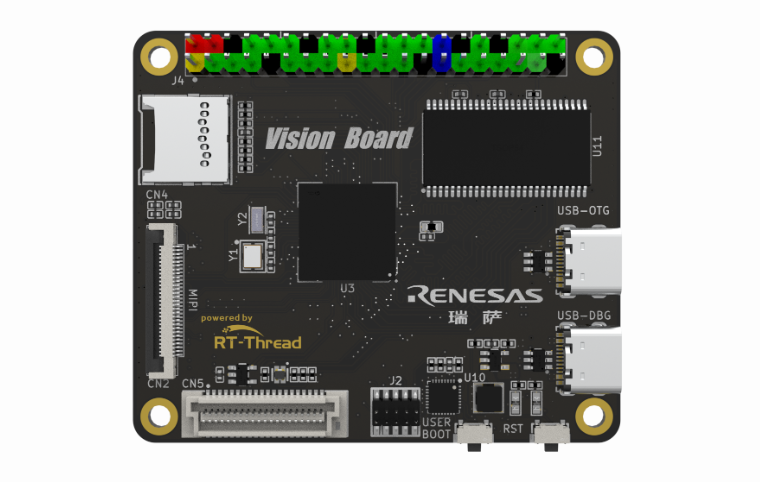 J4
Vision Board
U11
CN4
USB-OTG
Y2
1
Y1
MIPI
U3
RENESAS
瑞萨
powered by
RT-Thread
USB-DBG
CN2
CN5
J2
U10
USER
BOOT
RST